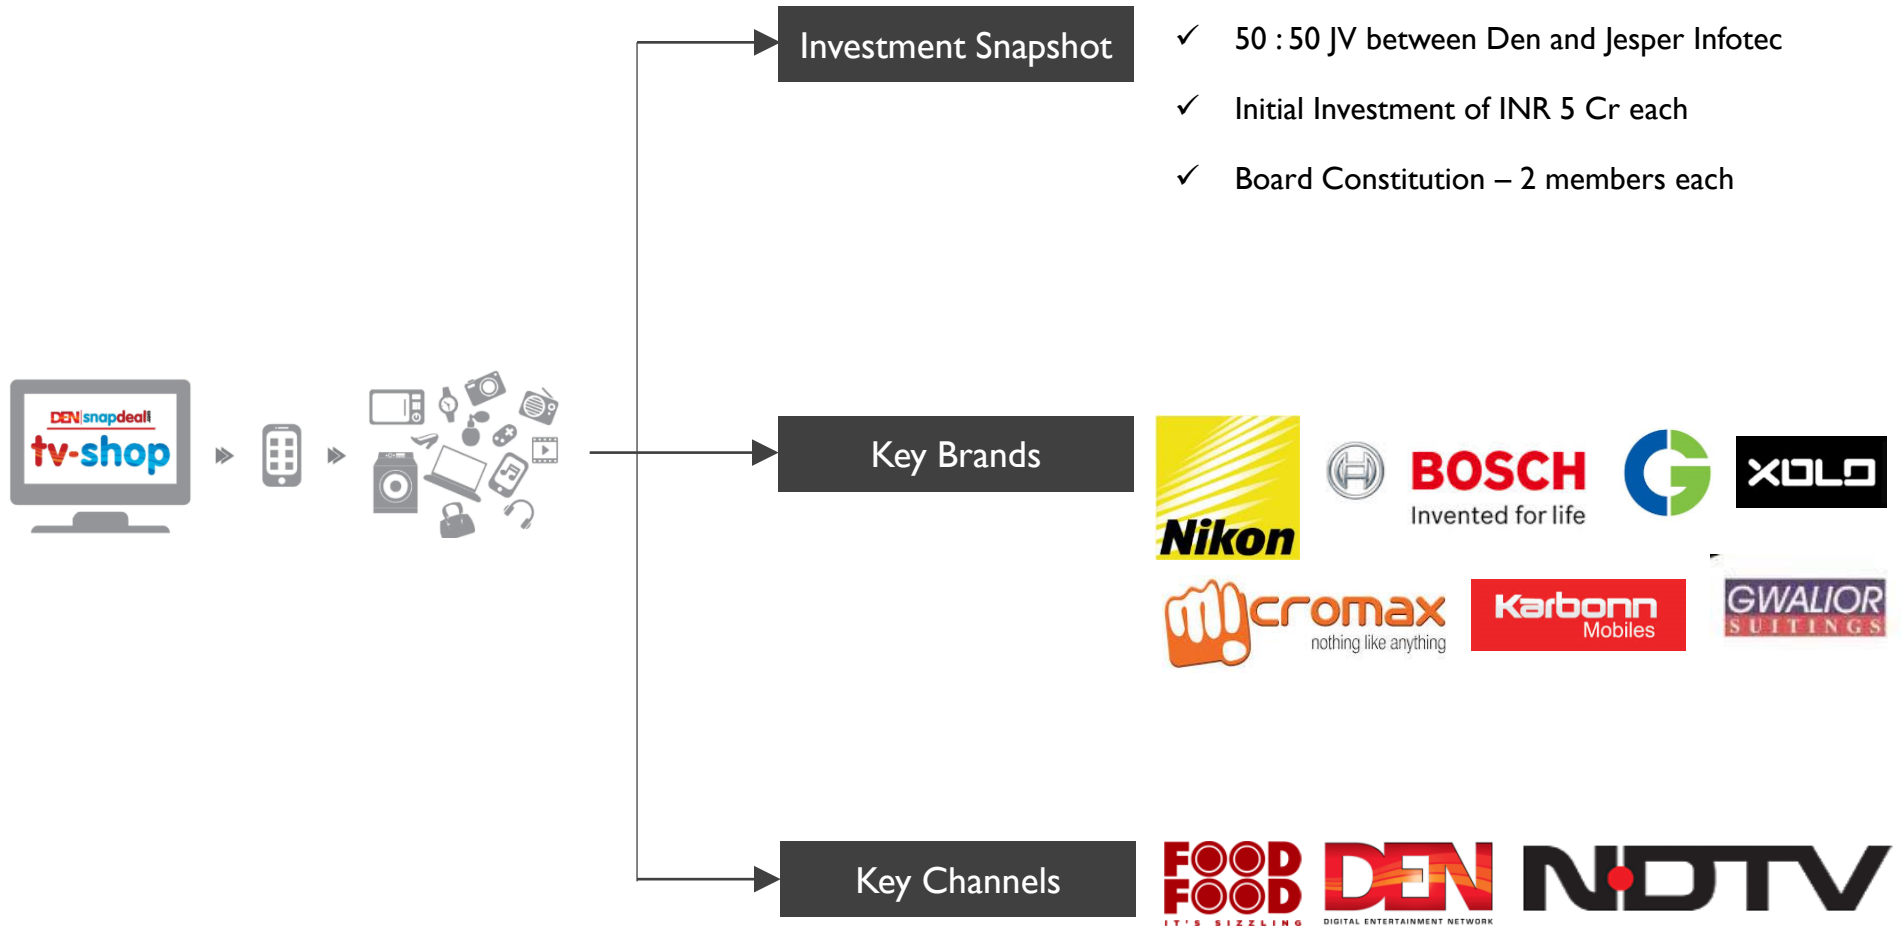 Investment Snapshot
✓ 50 : 50 JV between Den and Jesper Infotec
✓ Initial Investment of INR 5 Cr each
✓ Board Constitution – 2 members each
DEN snapdeal
tv-shop
Key Brands
Nikon
BOSCH
Invented for life
XOLO
micromax
nothing like anything
Karbonn
Mobiles
GWALIOR
SUITINGS
Key Channels
FOOD
FOOD
IT'S SIZZLING
DEN
DIGITAL ENTERTAINMENT NETWORK
NDTV